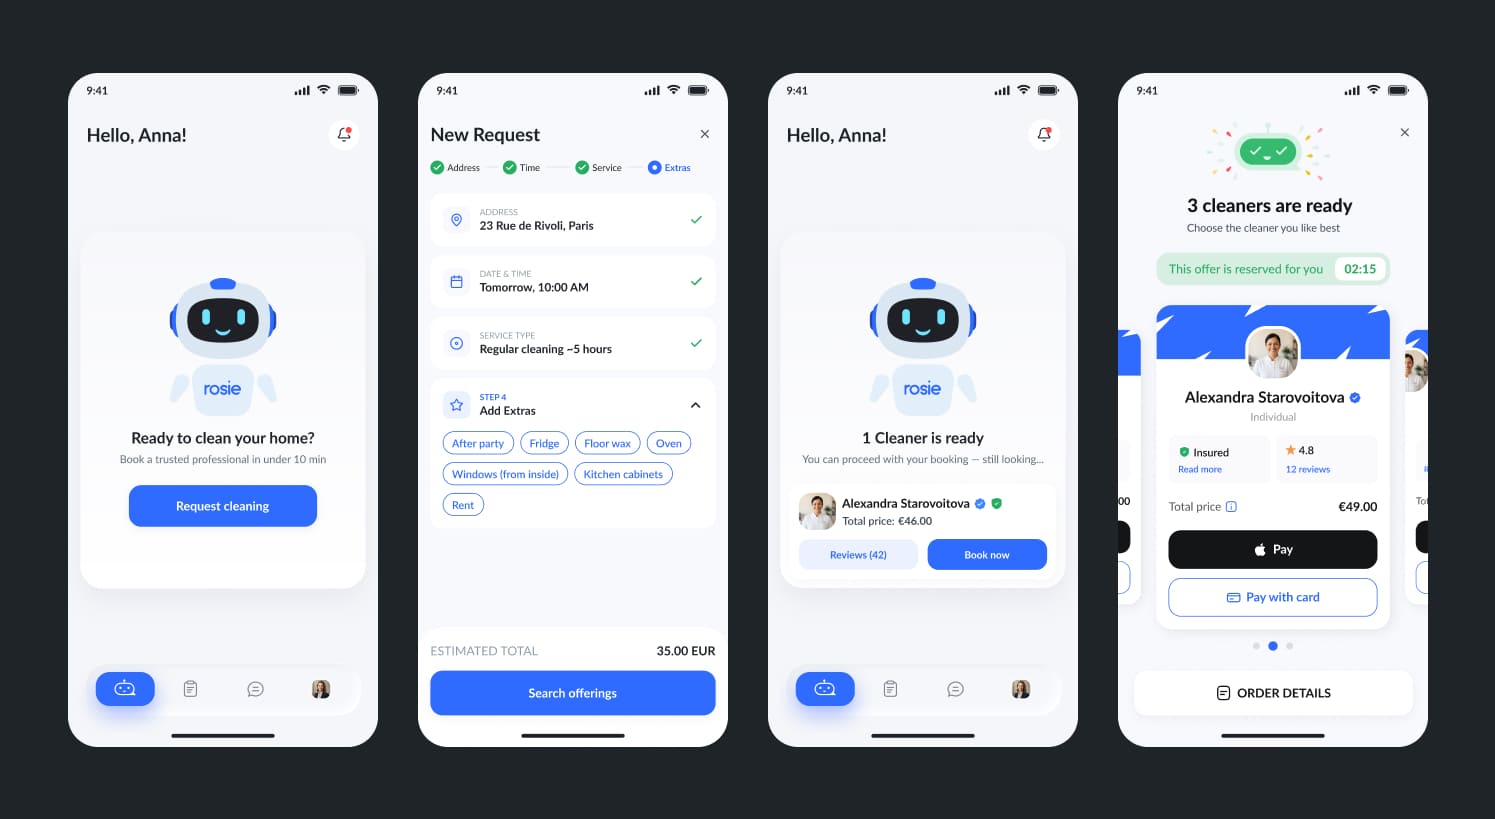 9:41
Hello, Anna!
rosie
Ready to clean your home?
Book a trusted professional in under 10 min
Request cleaning
9:41
New Request
Address
Time
Service
Extras
ADDRESS
23 Rue de Rivoli, Paris
DATE & TIME
Tomorrow, 10:00 AM
SERVICE TYPE
Regular cleaning ~5 hours
STEP 4
Add Extras
After party
Fridge
Floor wax
Oven
Windows (from inside)
Kitchen cabinets
Rent
ESTIMATED TOTAL
35.00 EUR
Search offerings
9:41
Hello, Anna!
rosie
1 Cleaner is ready
You can proceed with your booking — still looking...
Alexandra Starovoitova
Total price: €46.00
Reviews (42)
Book now
9:41
3 cleaners are ready
Choose the cleaner you like best
This offer is reserved for you
02:15
Alexandra Starovoitova
Individual
Insured
Read more
4.8
12 reviews
Total price
€49.00
Pay
Pay with card
ORDER DETAILS